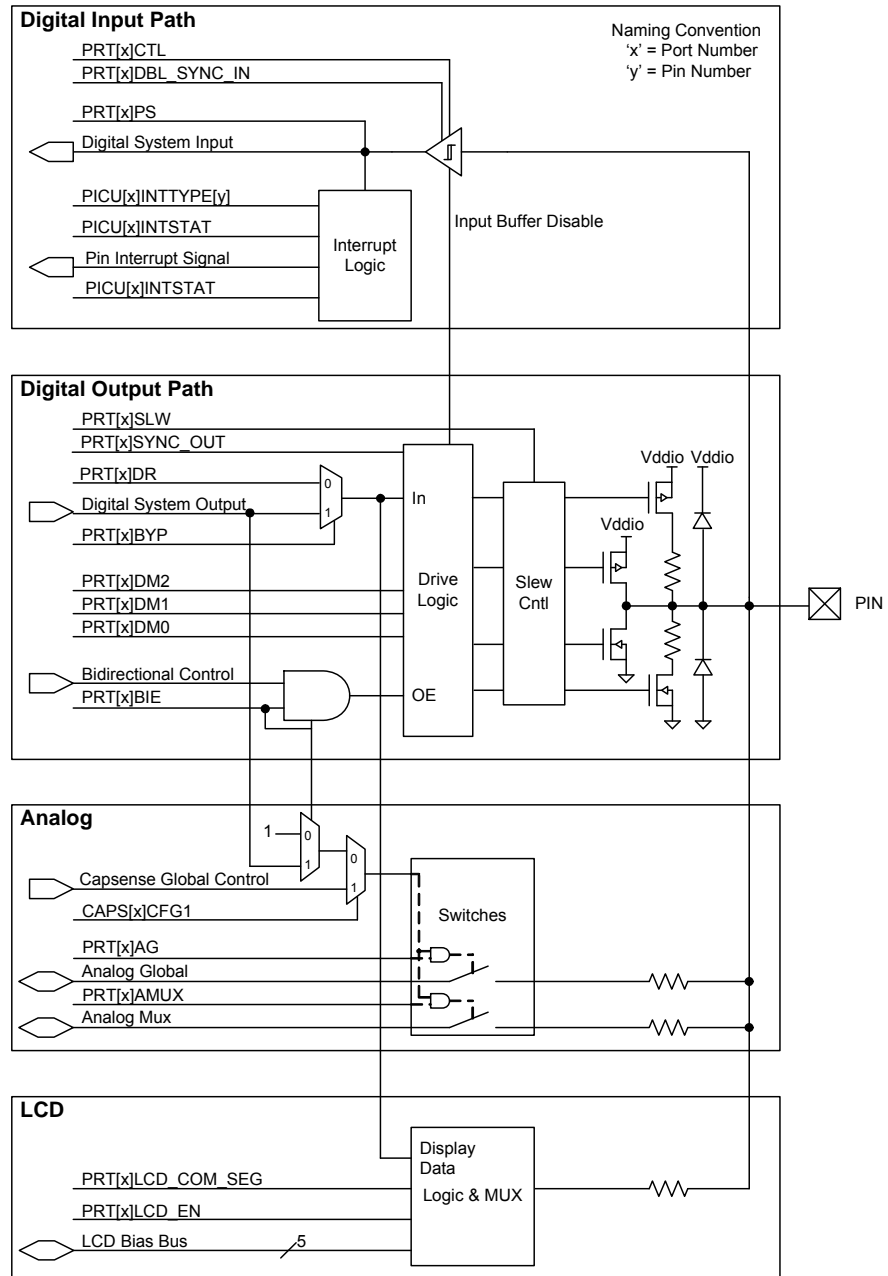 Digital Input Path
Naming Convention
'x' = Port Number
'y' = Pin Number
PRT[x]CTL
PRT[x]DBL_SYNC_IN
PRT[x]PS
Digital System Input
PICU[x]INTTYPE[y]
PICU[x]INTSTAT
Pin Interrupt Signal
PICU[x]INTSTAT
Interrupt
Logic
Input Buffer Disable
Digital Output Path
PRT[x]SLW
PRT[x]SYNC_OUT
PRT[x]DR
Digital System Output
PRT[x]BYP
0
1
In
PRT[x]DM2
PRT[x]DM1
PRT[x]DM0
Drive
Logic
Slew
Cntl
Vddio Vddio
Vddio
PIN
Bidirectional Control
PRT[x]BIE
OE
Analog
1
0
1
0
1
Capsense Global Control
CAPS[x]CFG1
Switches
PRT[x]AG
Analog Global
PRT[x]AMUX
Analog Mux
LCD
Display
Data
Logic & MUX
PRT[x]LCD_COM_SEG
PRT[x]LCD_EN
LCD Bias Bus
5